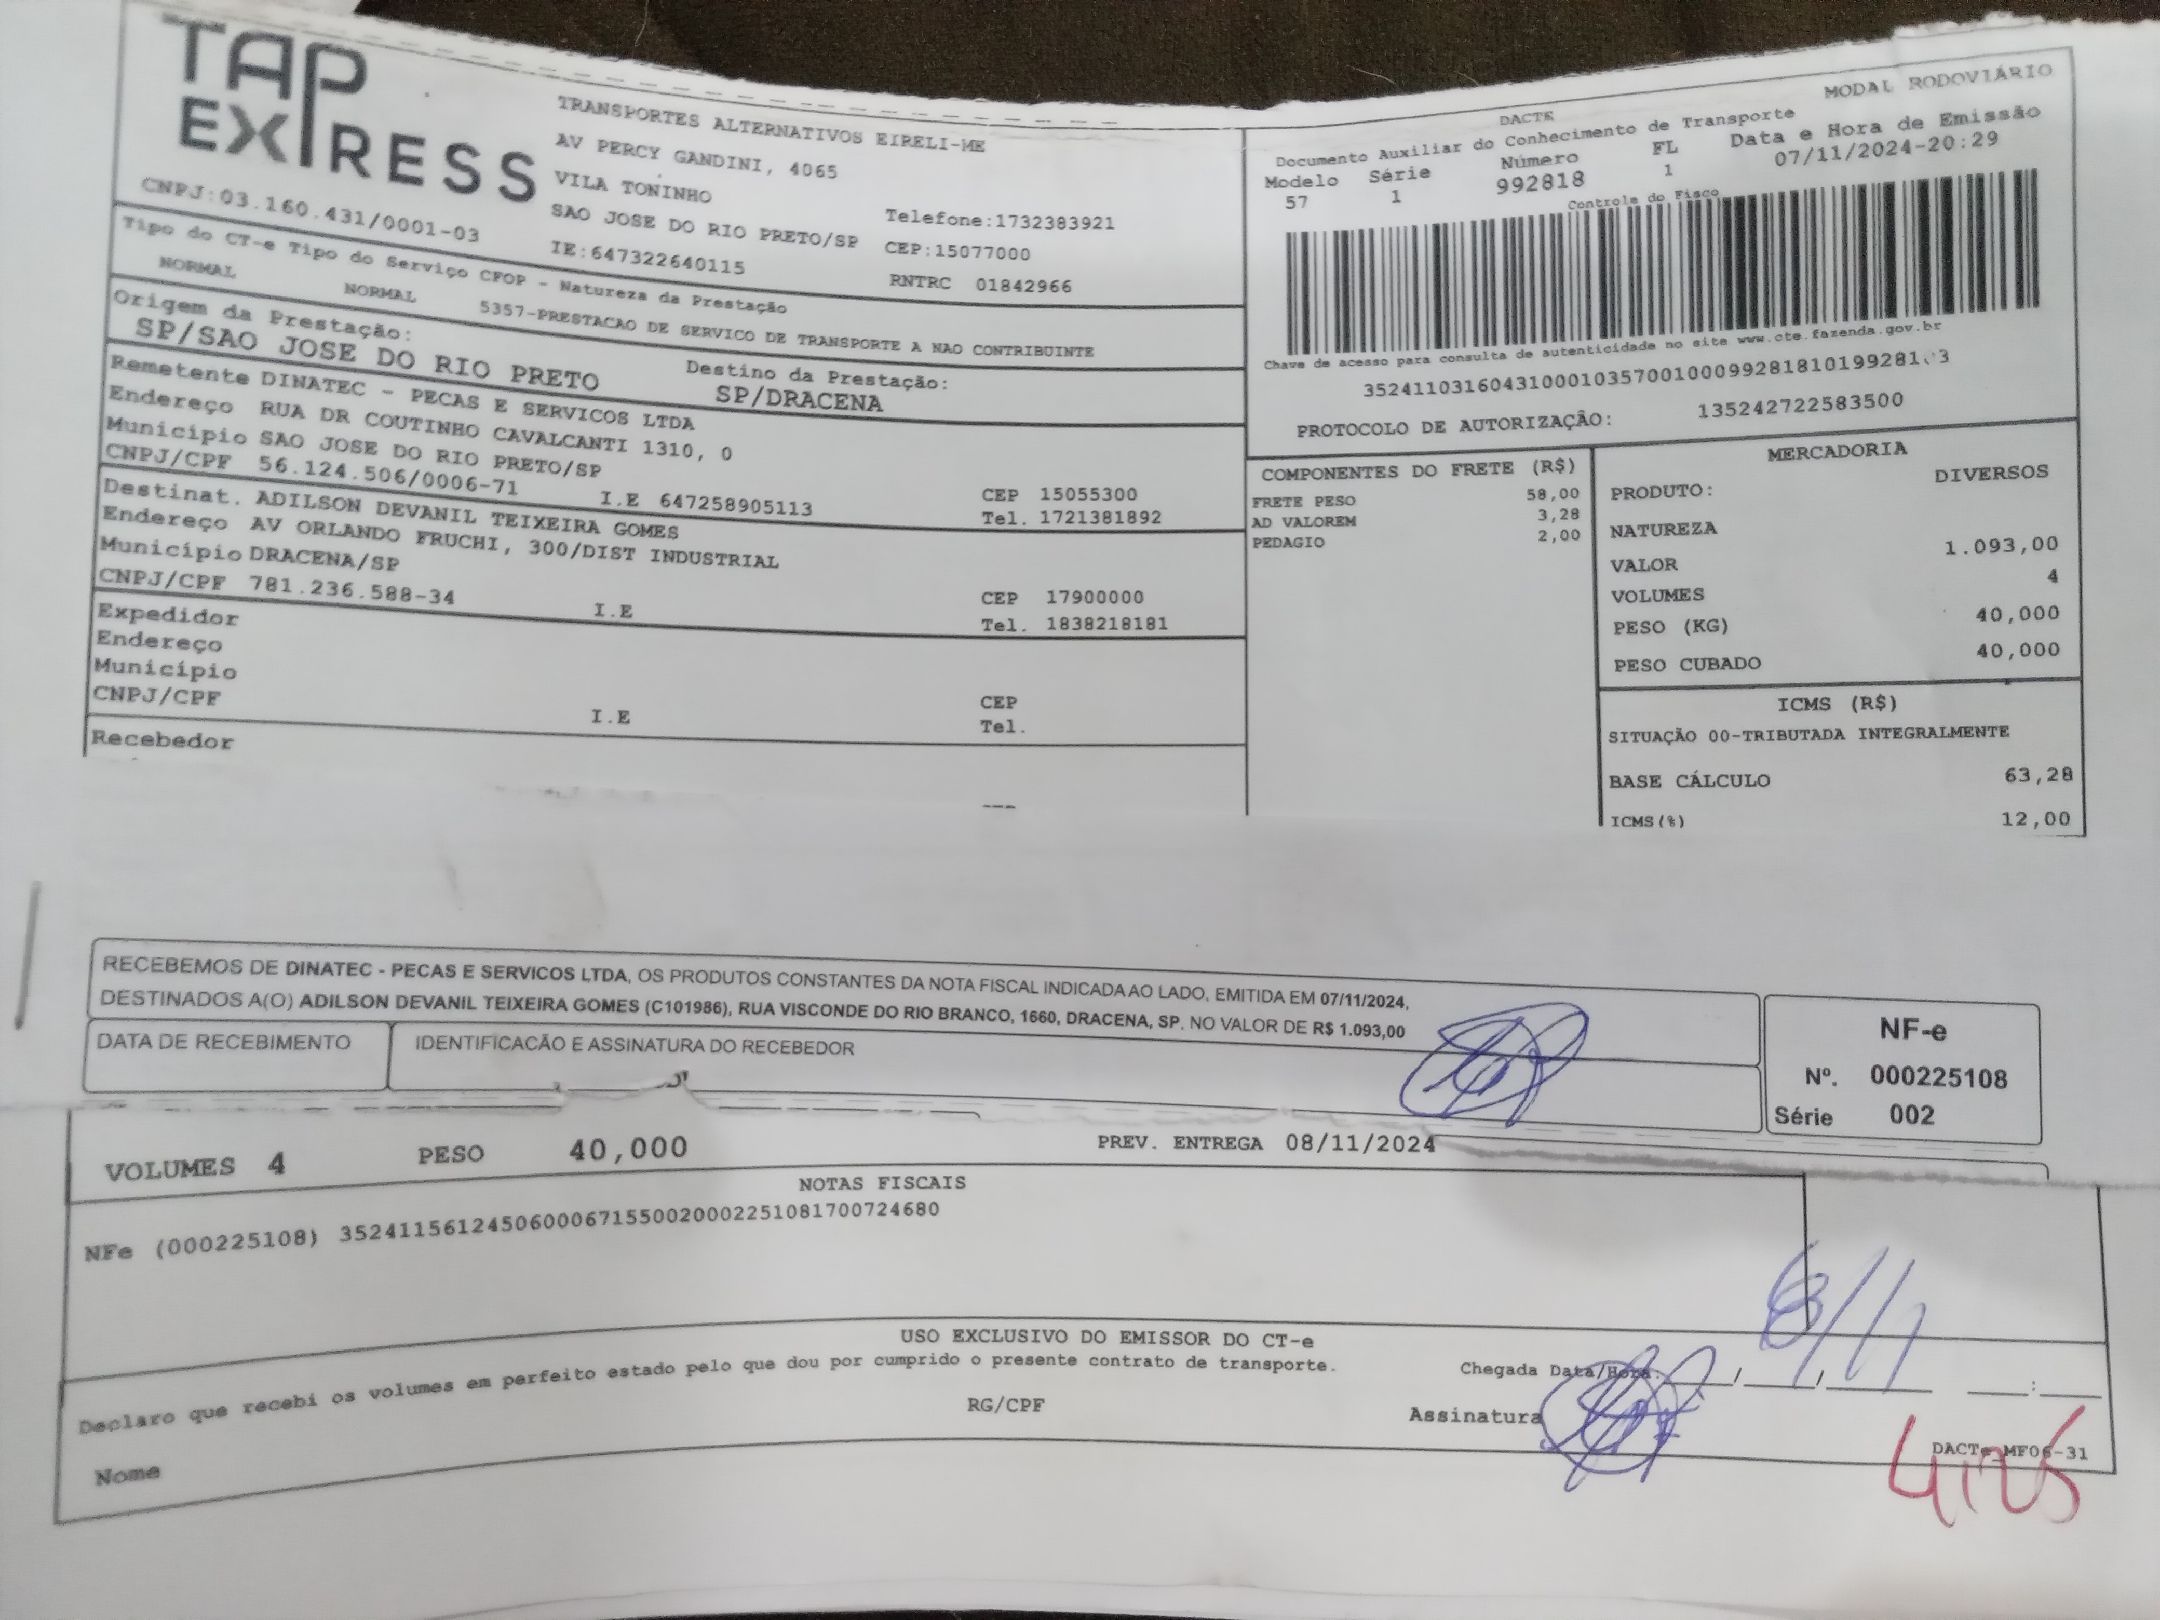 TAP
EXPRESS
CNPJ:03.160.431/0001-03
TRANSPORTES ALTERNATIVOS EIRELI-ME
AV PERCY GANDINI, 4065
VILA TONINHO
SAO JOSE DO RIO PRETO/SP
IE:647322640115
Telefone:1732383921
CEP:15077000
RNTRC 01842966
Tipo do CT-e Tipo do Serviço CFOP - Natureza da Prestação
NORMAL NORMAL 5357-PRESTACAO DE SERVICO DE TRANSPORTE A NAO CONTRIBUINTE
Origem da Prestação: Destino da Prestação:
SP/SAO JOSE DO RIO PRETO SP/DRACENA
Remetente DINATEC - PECAS E SERVICOS LTDA
Endereço RUA DR COUTINHO CAVALCANTI 1310, 0
Município SAO JOSE DO RIO PRETO/SP CEP 15055300
CNPJ/CPF 56.124.506/0006-71 I.E 647258905113 Tel. 1721381892
Destinat. ADILSON DEVANIL TEIXEIRA GOMES
Endereço AV ORLANDO FRUCHI, 300/DIST INDUSTRIAL
Município DRACENA/SP CEP 17900000
CNPJ/CPF 781.236.588-34 I.E Tel. 1838218181
Expedidor
Endereço
Município CEP
CNPJ/CPF I.E Tel.
Recebedor
MODAL RODOVIÁRIO
DACTE
Documento Auxiliar do Conhecimento de Transporte
Modelo Série Número FL Data e Hora de Emissão
57 1 992818 1 07/11/2024-20:29
Controle do Fisco
Chave de acesso para consulta de autenticidade no site www.cte.fazenda.gov.br
PROTOCOLO DE AUTORIZAÇÃO: 135242722583500
COMPONENTES DO FRETE (R$)
FRETE PESO 58,00
AD VALOREM 3,28
PEDAGIO 2,00
MERCADORIA
PRODUTO: DIVERSOS
NATUREZA
VALOR 1.093,00
VOLUMES 4
PESO (KG) 40,000
PESO CUBADO 40,000
ICMS (R$)
SITUAÇÃO 00-TRIBUTADA INTEGRALMENTE
BASE CÁLCULO 63,28
ICMS(%) 12,00
RECEBEMOS DE DINATEC - PECAS E SERVICOS LTDA, OS PRODUTOS CONSTANTES DA NOTA FISCAL INDICADA AO LADO, EMITIDA EM 07/11/2024,
DESTINADOS A(O) ADILSON DEVANIL TEIXEIRA GOMES (C101986), RUA VISCONDE DO RIO BRANCO, 1660, DRACENA, SP. NO VALOR DE R$ 1.093,00
DATA DE RECEBIMENTO IDENTIFICACÃO E ASSINATURA DO RECEBEDOR
NF-e
Nº. 000225108
Série 002
VOLUMES 4 PESO 40,000 PREV. ENTREGA 08/11/2024
NOTAS FISCAIS
NFe (000225108) 35241156124506000671550020002251081700724680
USO EXCLUSIVO DO EMISSOR DO CT-e
Declaro que recebi os volumes em perfeito estado pelo que dou por cumprido o presente contrato de transporte.
Chegada Data/Hora: 8/11
RG/CPF Assinatura
Nome
DACTe MF06-31